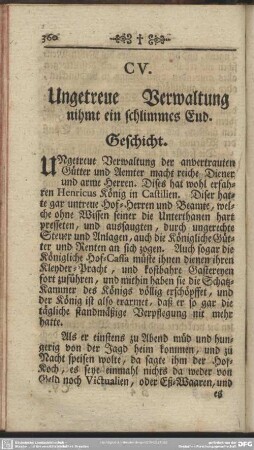 360
CV.
Ungetreue Verwaltung
nihmt ein schlimmes End.
Geschicht.
UNgetreue Verwaltung der anvertrauten
Gütter und Aemter macht reiche Diener
und arme Herren. Dises hat wohl erfah-
ren Henricus König in Castilien. Diser hat-
te gar untreue Hof-Herren und Beamte, wel-
che ohne Wissen seiner die Unterthanen hart
presseten, und aussaugten, durch ungerechte
Steuer und Anlagen, auch die Königliche Güt-
ter und Renten an sich zogen. Auch sogar die
Königliche Hof-Cassa müste ihnen dienen ihren
Kleyder-Pracht, und kostbahre Gastereyen
fort zuführen, und mithin haben sie die Schatz-
Kammer des Königs völlig erschöpfft, und
der König ist also erarmet, daß er so gar die
tägliche standmäßige Verpflegung nit mehr
hatte.
Als er einstens zu Abend müd und hun-
gerig von der Jagd heim kommen, und zu
Nacht speisen wolte, da sagte ihm der Hof-
Koch, es seye einmahl nichts da weder von
Geld noch Victualien, oder Eß-Waaren, und
es